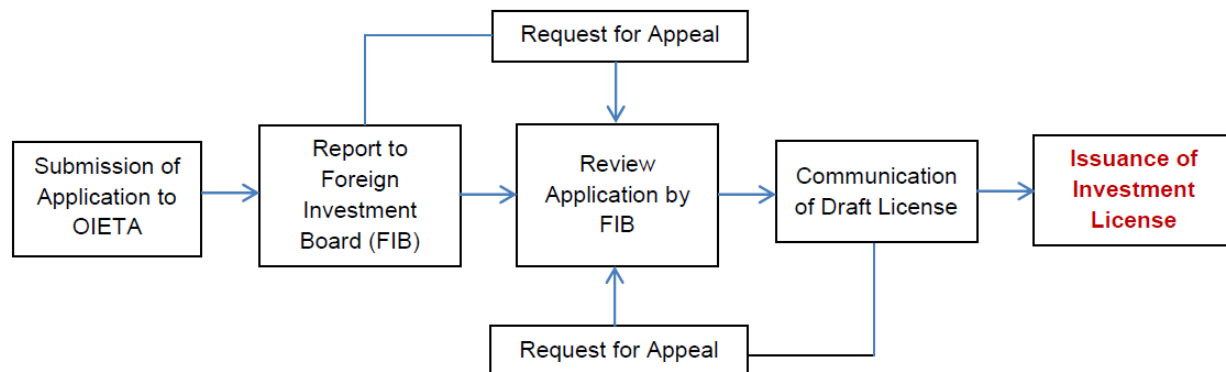 Request for Appeal
Submission of
Application to
OIETA
Report to
Foreign
Investment
Board (FIB)
Review
Application by
FIB
Communication
of Draft License
Issuance of
Investment
License
Request for Appeal